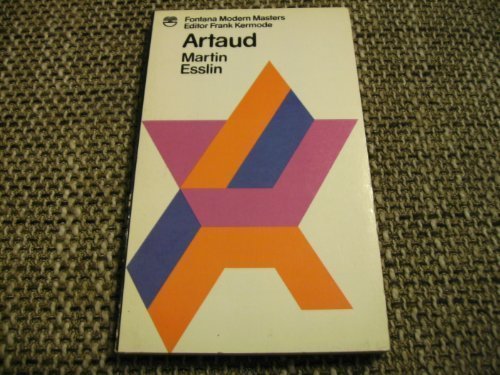 Fontana Modern Masters
Editor Frank Kermode
Artaud
Martin
Esslin